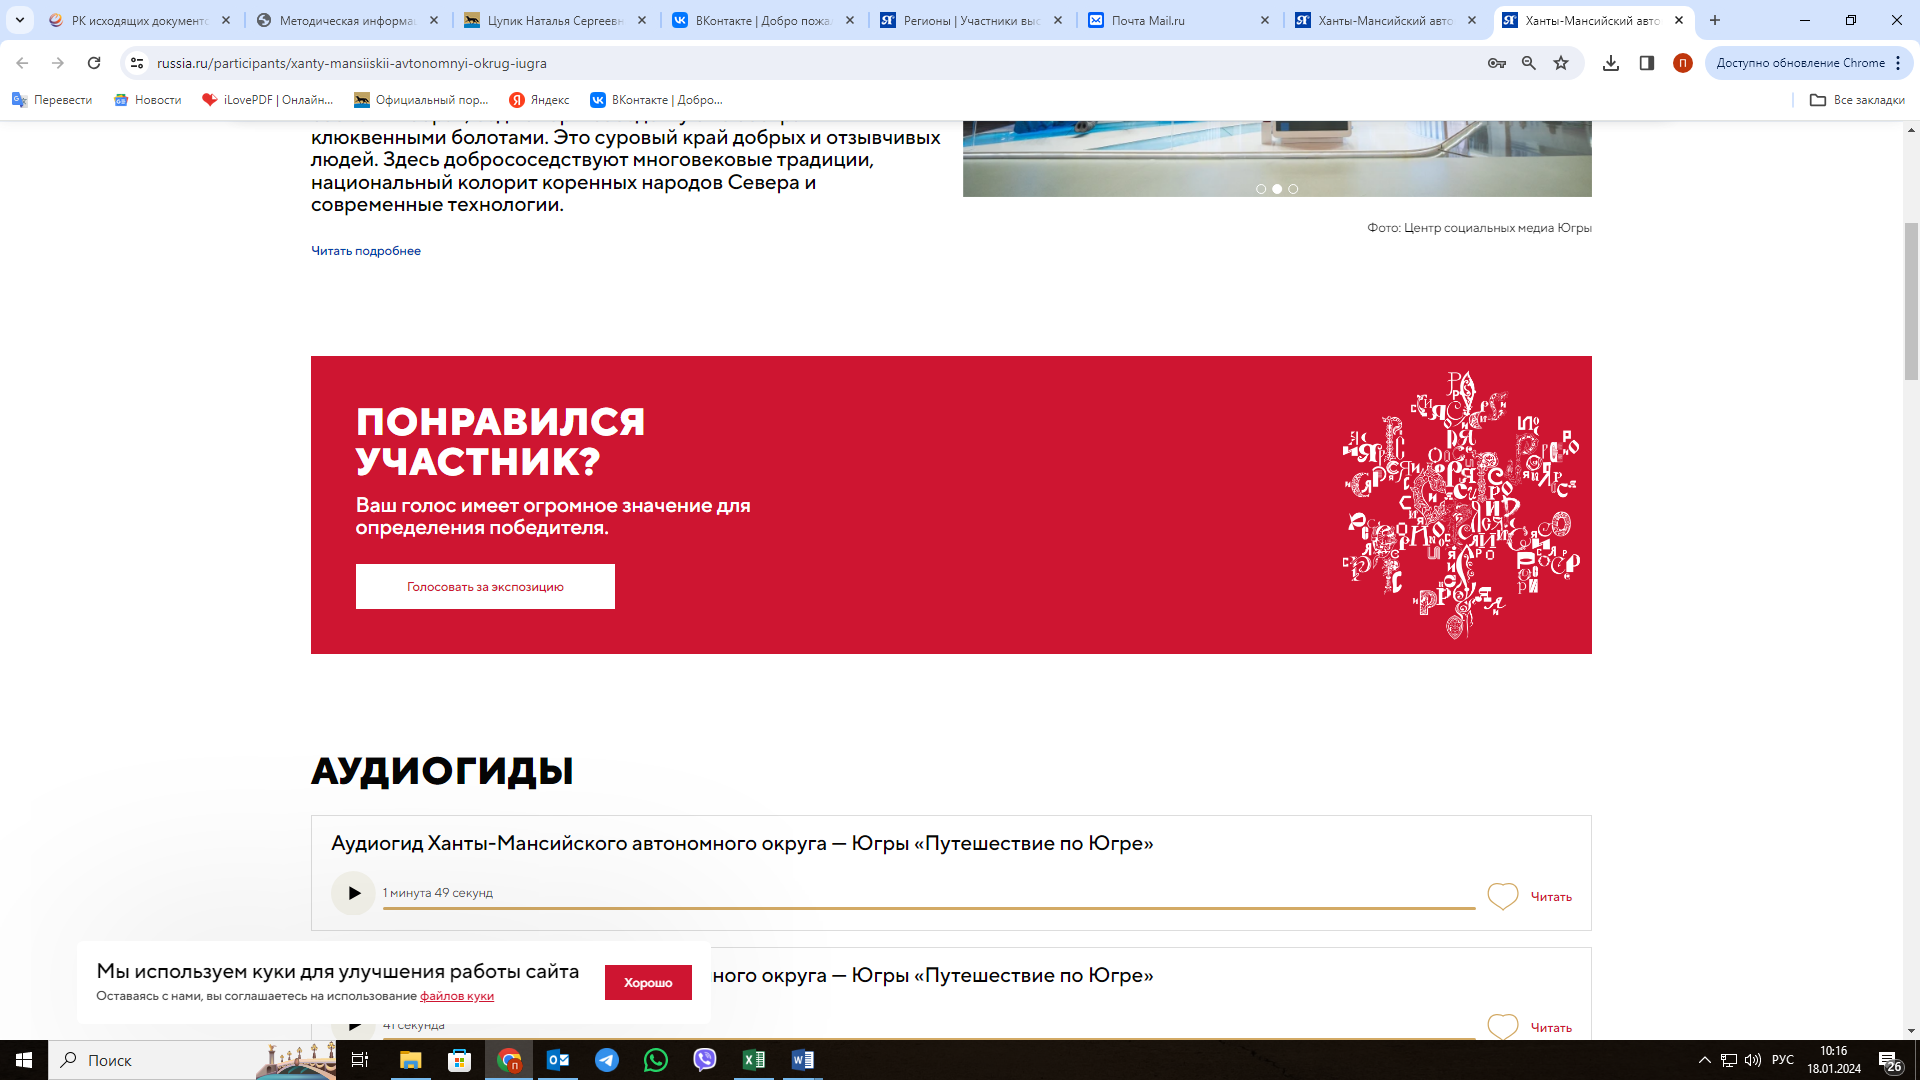 РК исходящих документо
Методическая информац
Цупик Наталья Сергеевн
ВКонтакте | Добро пожал
Регионы | Участники выс
Почта Mail.ru
Ханты-Мансийский авто
Ханты-Мансийский авто
russia.ru/participants/xanty-mansiiskii-avtonomnyi-okrug-iugra
П
Доступно обновление Chrome
Перевести
Новости
iLovePDF | Онлайн...
Официальный пор...
Яндекс
ВКонтакте | Добро...
Все закладки
клюквенными болотами. Это суровый край добрых и отзывчивых
людей. Здесь добрососедствуют многовековые традиции,
национальный колорит коренных народов Севера и
современные технологии.
Читать подробнее
Фото: Центр социальных медиа Югры
ПОНРАВИЛСЯ
УЧАСТНИК?
Ваш голос имеет огромное значение для
определения победителя.
Голосовать за экспозицию
АУДИОГИДЫ
Аудиогид Ханты-Мансийского автономного округа — Югры «Путешествие по Югре»
1 минута 49 секунд
Читать
ного округа — Югры «Путешествие по Югре»
41 секунда
Читать
Мы используем куки для улучшения работы сайта
Оставаясь с нами, вы соглашаетесь на использование файлов куки
Хорошо
Поиск
РУС
10:16
18.01.2024
26